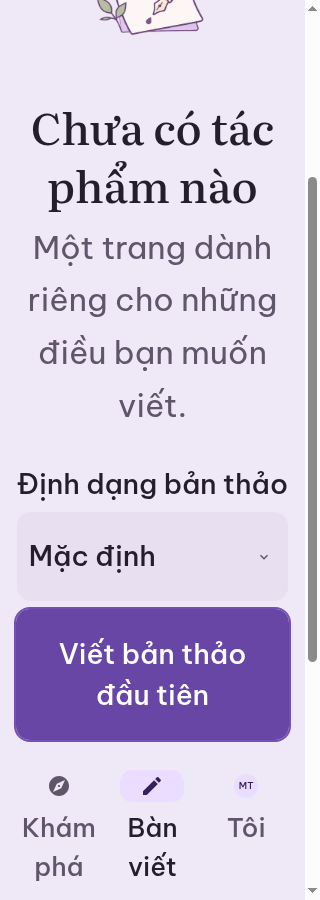 Chưa có tác
phẩm nào
Một trang dành
riêng cho những
điều bạn muốn
viết.
Định dạng bản thảo
Mặc định
Viết bản thảo
đầu tiên
MT
Khám
phá
Bàn
viết
Tôi